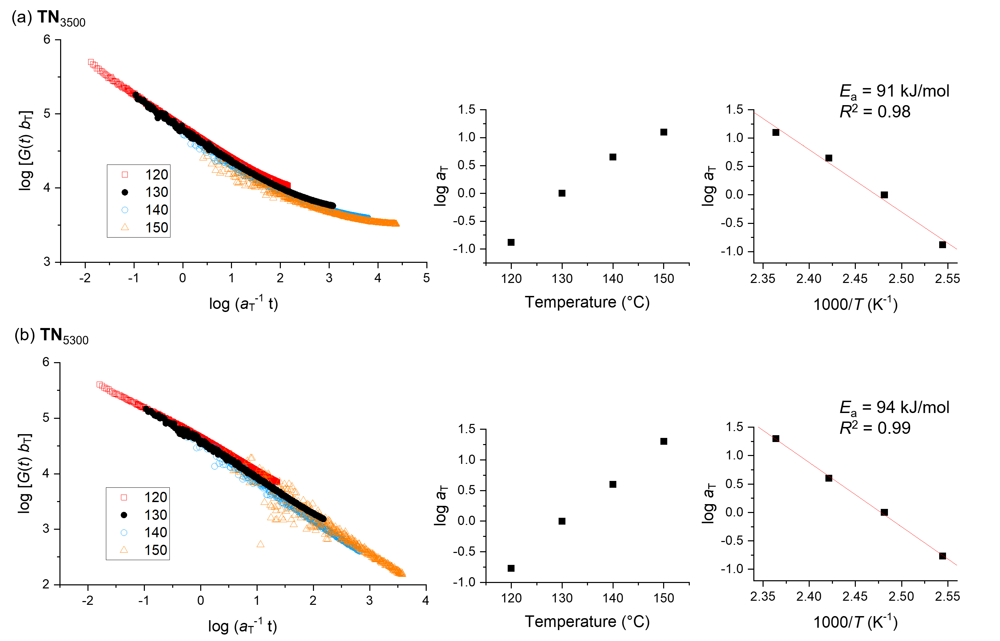 (a) TN3500
6
5
4
3
log [G(t) bT]
120
130
140
150
-2 -1 0 1 2 3 4 5
log (aT-1 t)
1.5
1.0
0.5
0.0
-0.5
-1.0
log aT
120 130 140 150
Temperature (°C)
Ea = 91 kJ/mol
R2 = 0.98
1.5
1.0
0.5
0.0
-0.5
-1.0
log aT
2.35 2.40 2.45 2.50 2.55
1000/T (K-1)
(b) TN5300
6
5
4
3
2
log [G(t) bT]
120
130
140
150
-2 -1 0 1 2 3 4
log (aT-1 t)
1.5
1.0
0.5
0.0
-0.5
-1.0
log aT
120 130 140 150
Temperature (°C)
Ea = 94 kJ/mol
R2 = 0.99
1.5
1.0
0.5
0.0
-0.5
-1.0
log aT
2.35 2.40 2.45 2.50 2.55
1000/T (K-1)